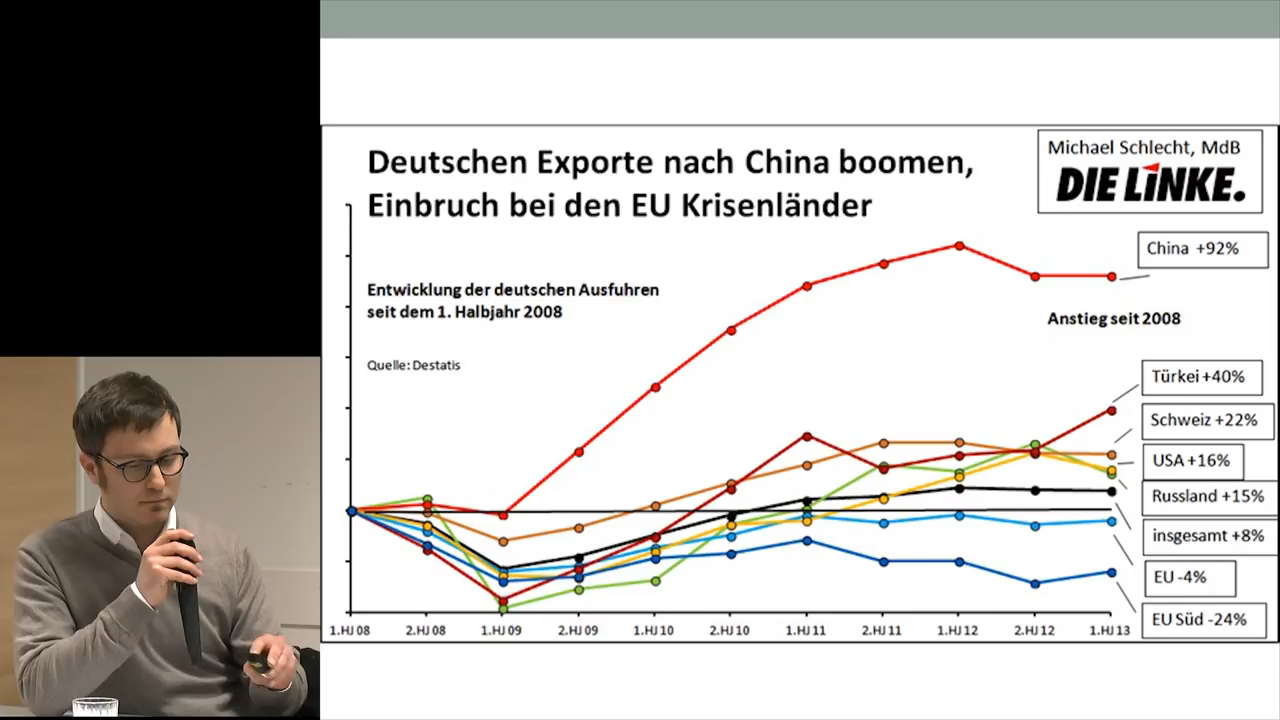 Deutschen Exporte nach China boomen,
Einbruch bei den EU Krisenländer
Michael Schlecht, MdB
DIE LINKE.
Entwicklung der deutschen Ausfuhren
seit dem 1. Halbjahr 2008
Quelle: Destatis
China +92%
Anstieg seit 2008
Türkei +40%
Schweiz +22%
USA +16%
Russland +15%
insgesamt +8%
EU -4%
EU Süd -24%
1.HJ 08 2.HJ 08 1.HJ 09 2.HJ 09 1.HJ 10 2.HJ 10 1.HJ 11 2.HJ 11 1.HJ 12 2.HJ 12 1.HJ 13